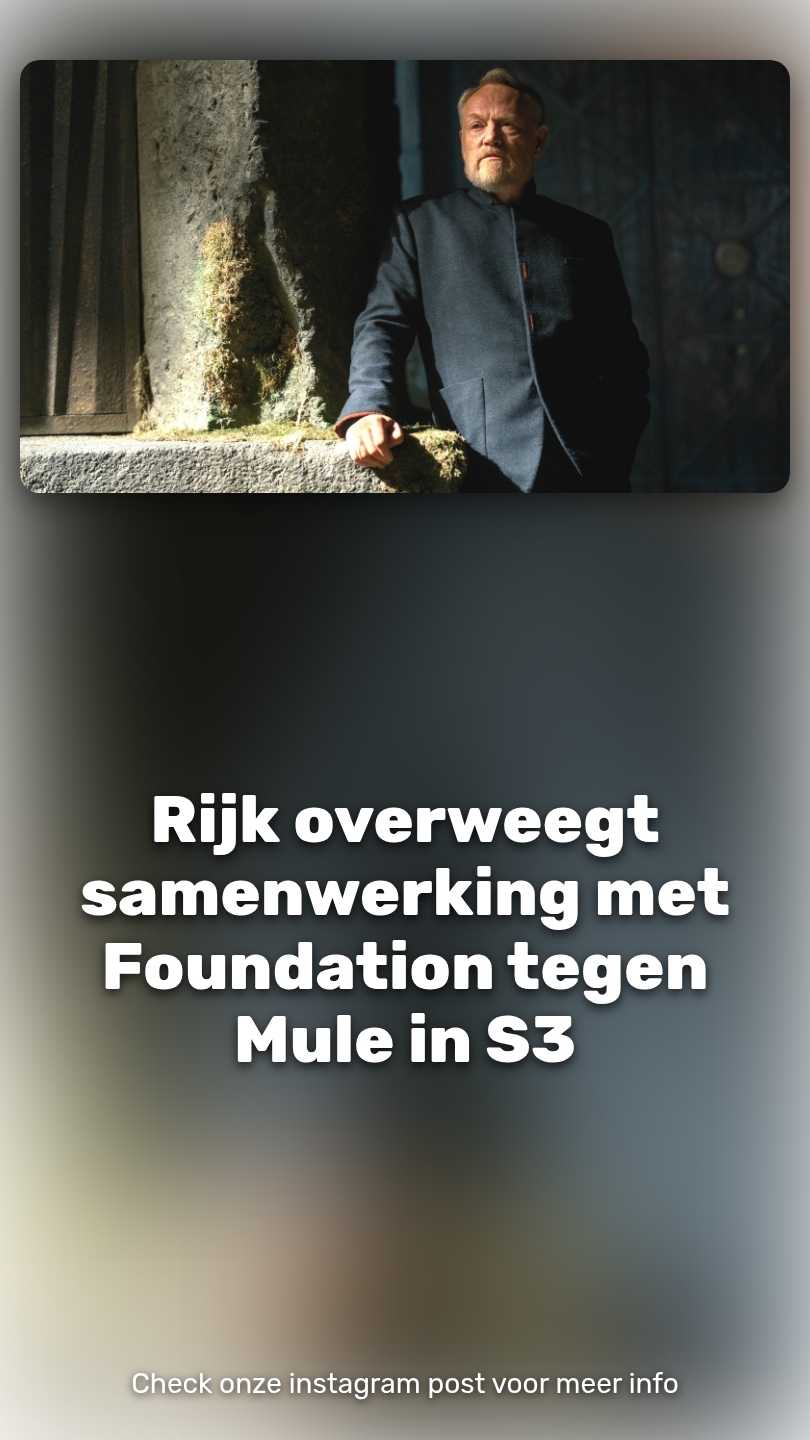 Rijk overweegt
samenwerking met
Foundation tegen
Mule in S3
Check onze instagram post voor meer info